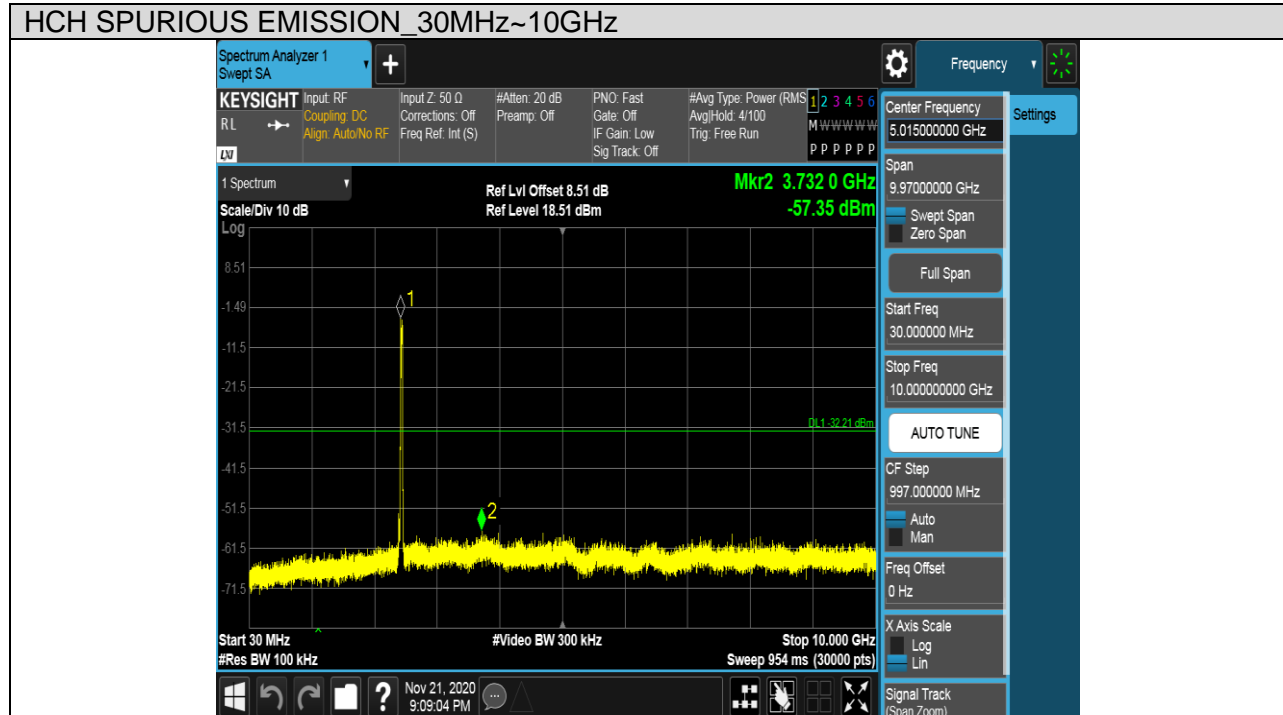 HCH SPURIOUS EMISSION_30MHz~10GHz
Spectrum Analyzer 1
Swept SA
+
Frequency
KEYSIGHT
RL
LXI
Input: RF
Coupling: DC
Align: Auto/No RF
Input Z: 50 Ω
Corrections: Off
Freq Ref: Int (S)
#Atten: 20 dB
Preamp: Off
PNO: Fast
Gate: Off
IF Gain: Low
Sig Track: Off
#Avg Type: Power (RMS
Avg|Hold: 4/100
Trig: Free Run
1 2 3 4 5 6
M W W W W W
P P P P P P
Center Frequency
5.015000000 GHz
Settings
1 Spectrum
Scale/Div 10 dB
Ref Lvl Offset 8.51 dB
Ref Level 18.51 dBm
Mkr2 3.732 0 GHz
-57.35 dBm
Log
8.51
-1.49
-11.5
-21.5
-31.5
-41.5
-51.5
-61.5
-71.5
1
DL1 -32.21 dBm
2
Start 30 MHz
#Res BW 100 kHz
#Video BW 300 kHz
Stop 10.000 GHz
Sweep 954 ms (30000 pts)
Span
9.97000000 GHz
Swept Span
Zero Span
Full Span
Start Freq
30.000000 MHz
Stop Freq
10.000000000 GHz
AUTO TUNE
CF Step
997.000000 MHz
Auto
Man
Freq Offset
0 Hz
X Axis Scale
Log
Lin
Signal Track
(Span Zoom)
?
Nov 21, 2020
9:09:04 PM